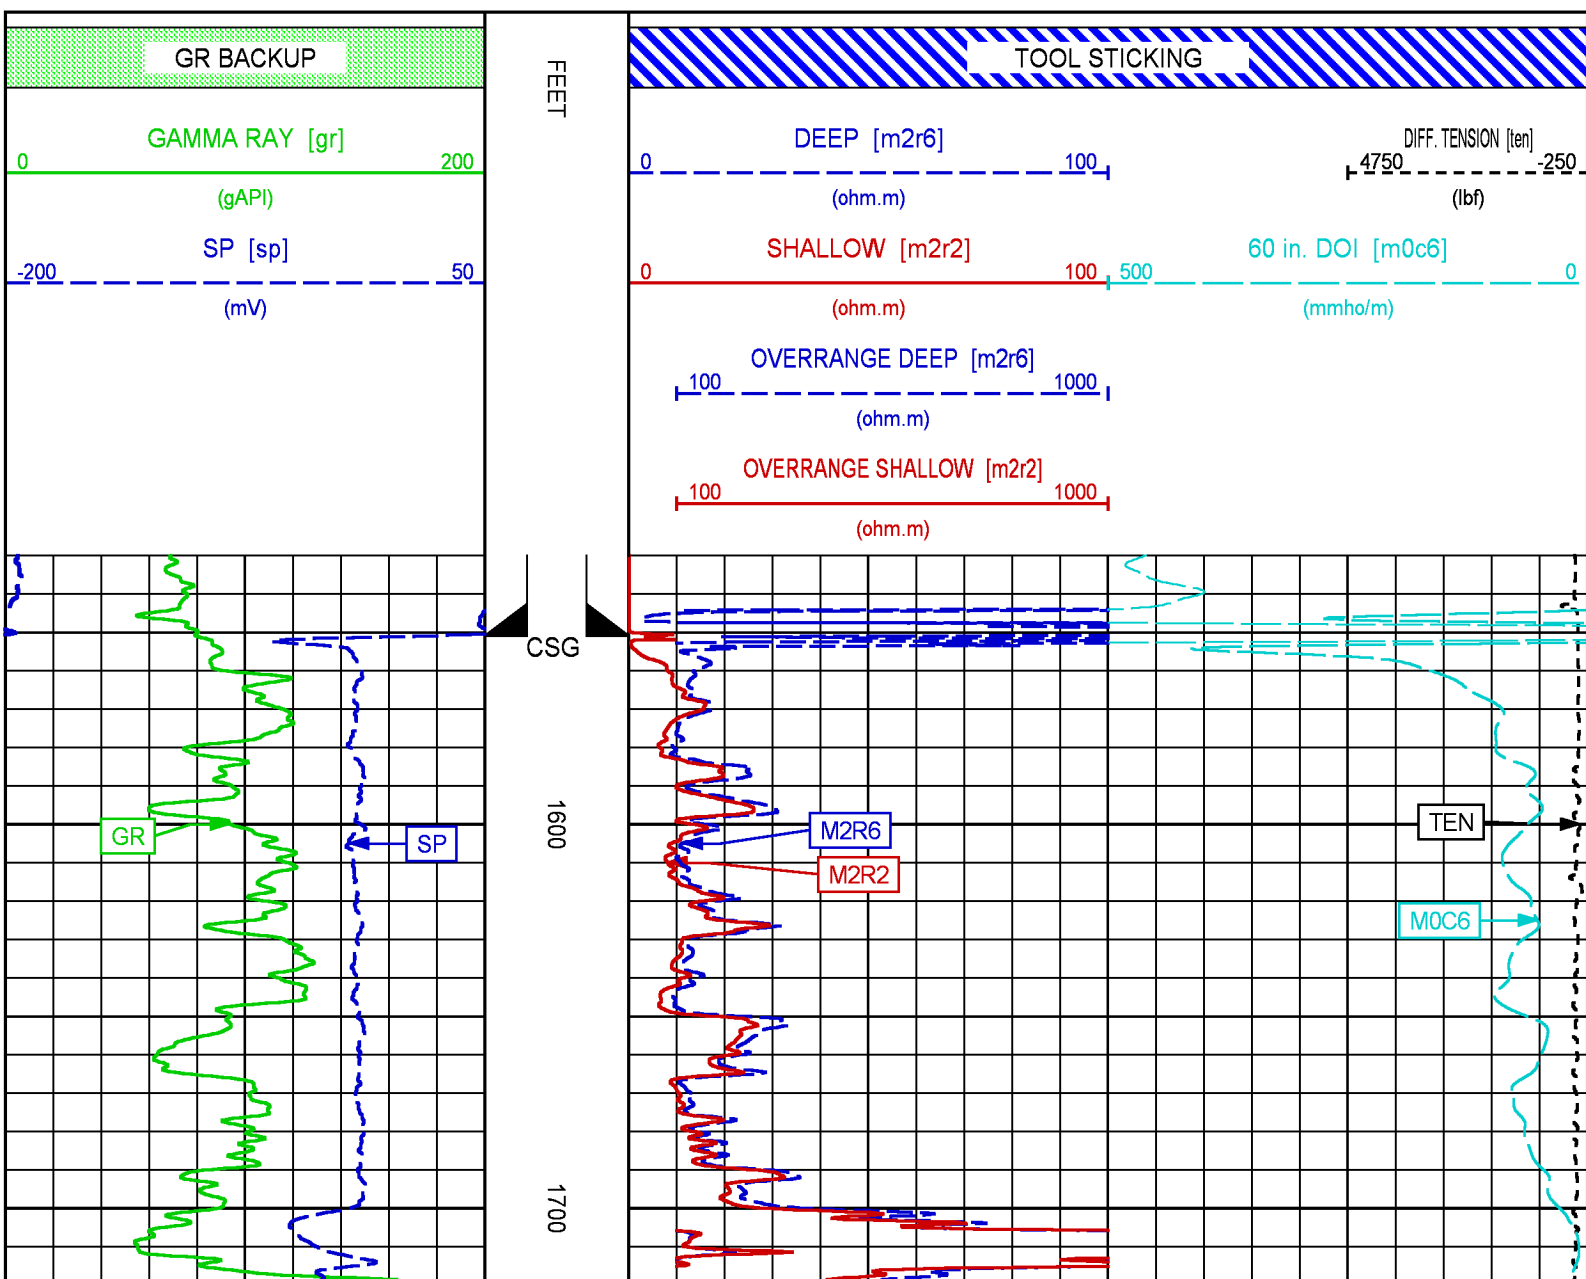 GR BACKUP
FEET
TOOL STICKING
GAMMA RAY [gr]
0 200
(gAPI)
SP [sp]
-200 50
(mV)
DEEP [m2r6]
0 100
(ohm.m)
DIFF. TENSION [ten]
4750 -250
(lbf)
SHALLOW [m2r2]
0 100
(ohm.m)
60 in. DOI [m0c6]
500 0
(mmho/m)
OVERRANGE DEEP [m2r6]
100 1000
(ohm.m)
OVERRANGE SHALLOW [m2r2]
100 1000
(ohm.m)
CSG
1600
GR
SP
M2R6
M2R2
TEN
M0C6
1700